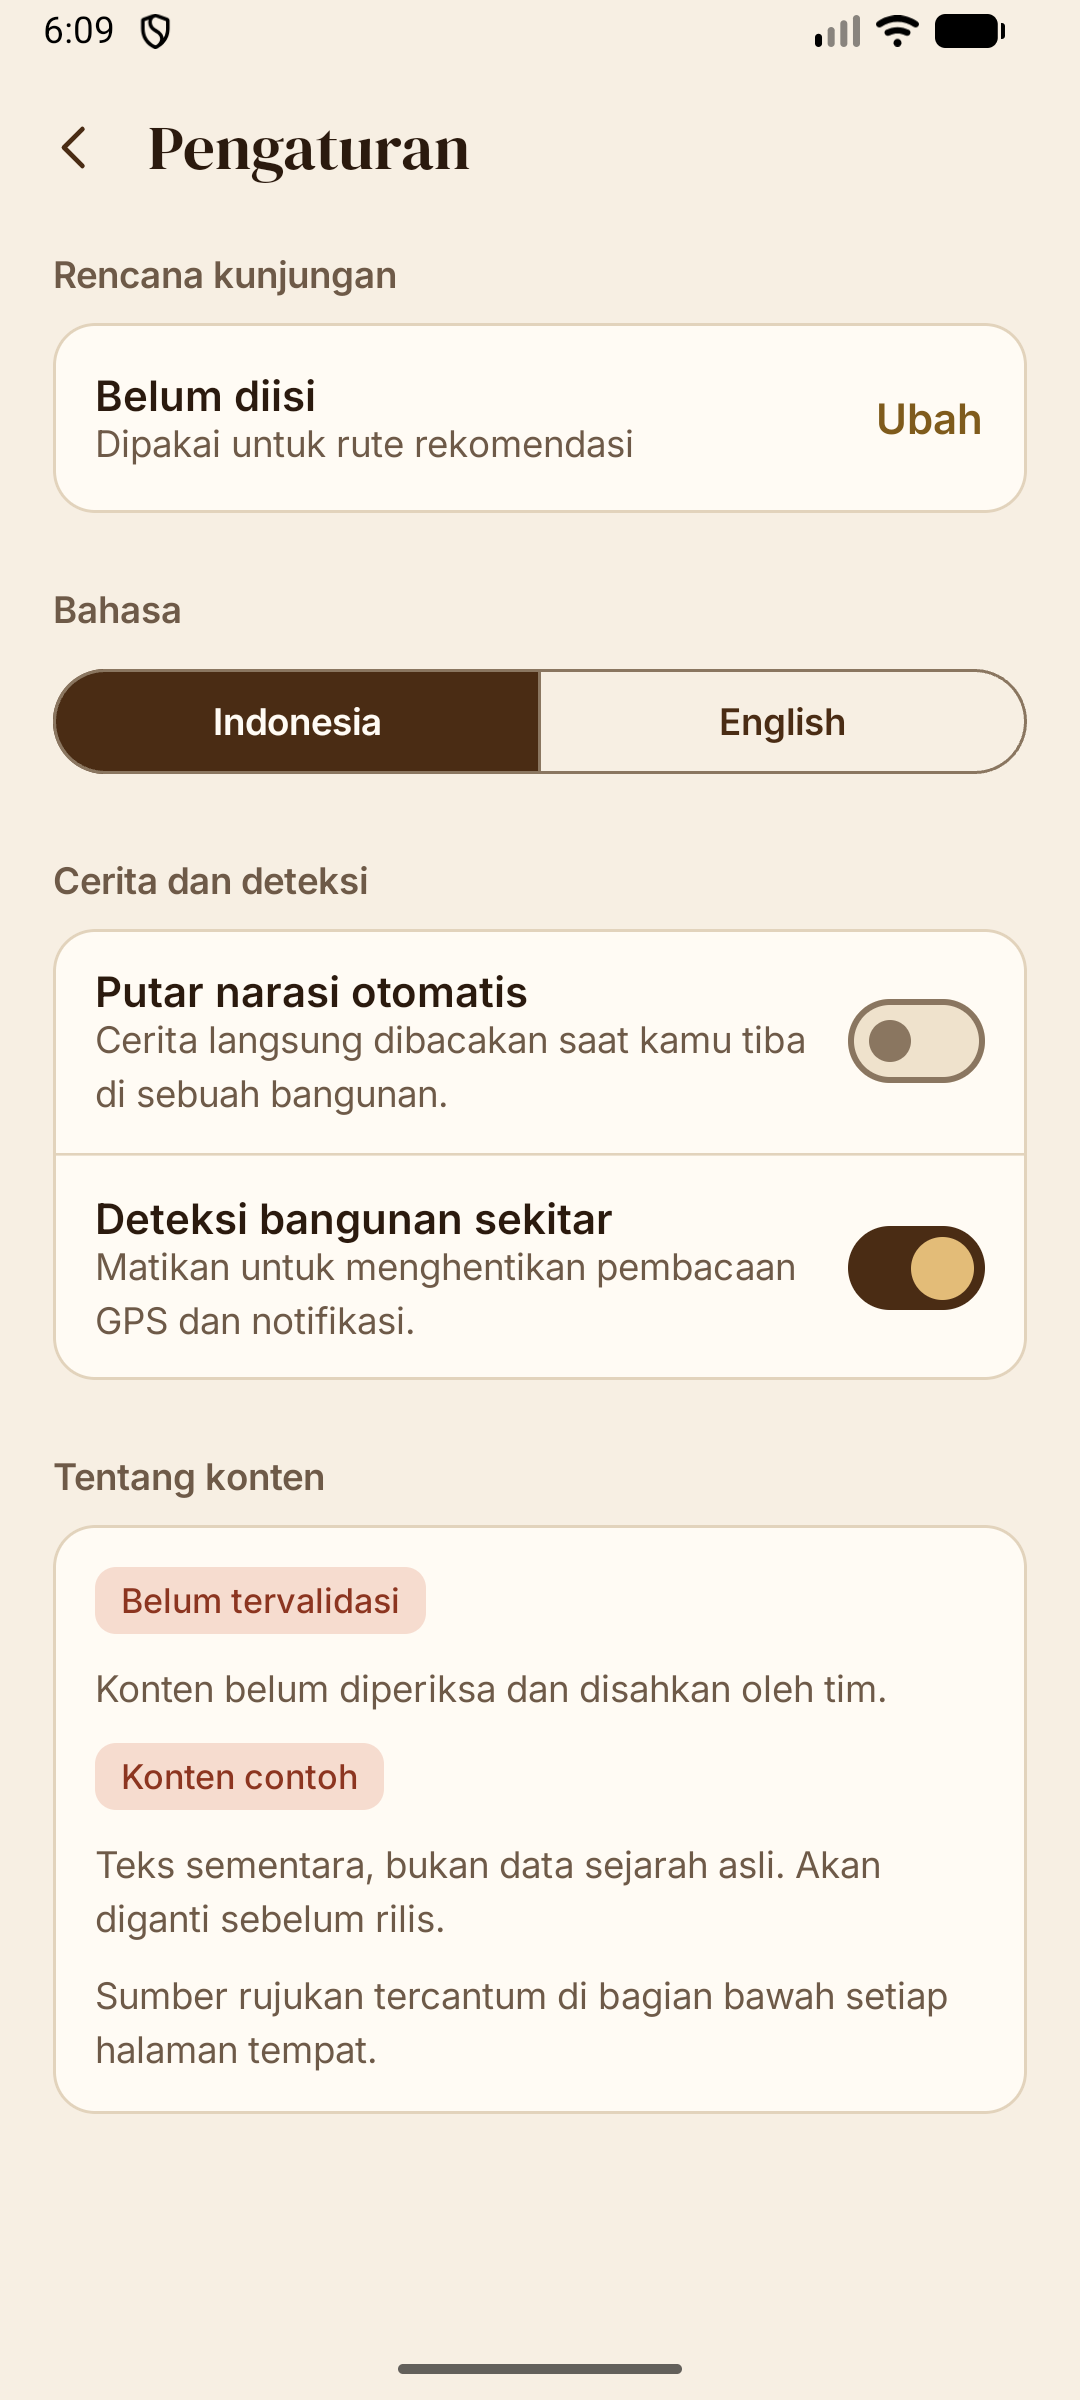 6:09
Pengaturan
Rencana kunjungan
Belum diisi
Dipakai untuk rute rekomendasi
Ubah
Bahasa
Indonesia
English
Cerita dan deteksi
Putar narasi otomatis
Cerita langsung dibacakan saat kamu tiba
di sebuah bangunan.
Deteksi bangunan sekitar
Matikan untuk menghentikan pembacaan
GPS dan notifikasi.
Tentang konten
Belum tervalidasi
Konten belum diperiksa dan disahkan oleh tim.
Konten contoh
Teks sementara, bukan data sejarah asli. Akan
diganti sebelum rilis.
Sumber rujukan tercantum di bagian bawah setiap
halaman tempat.